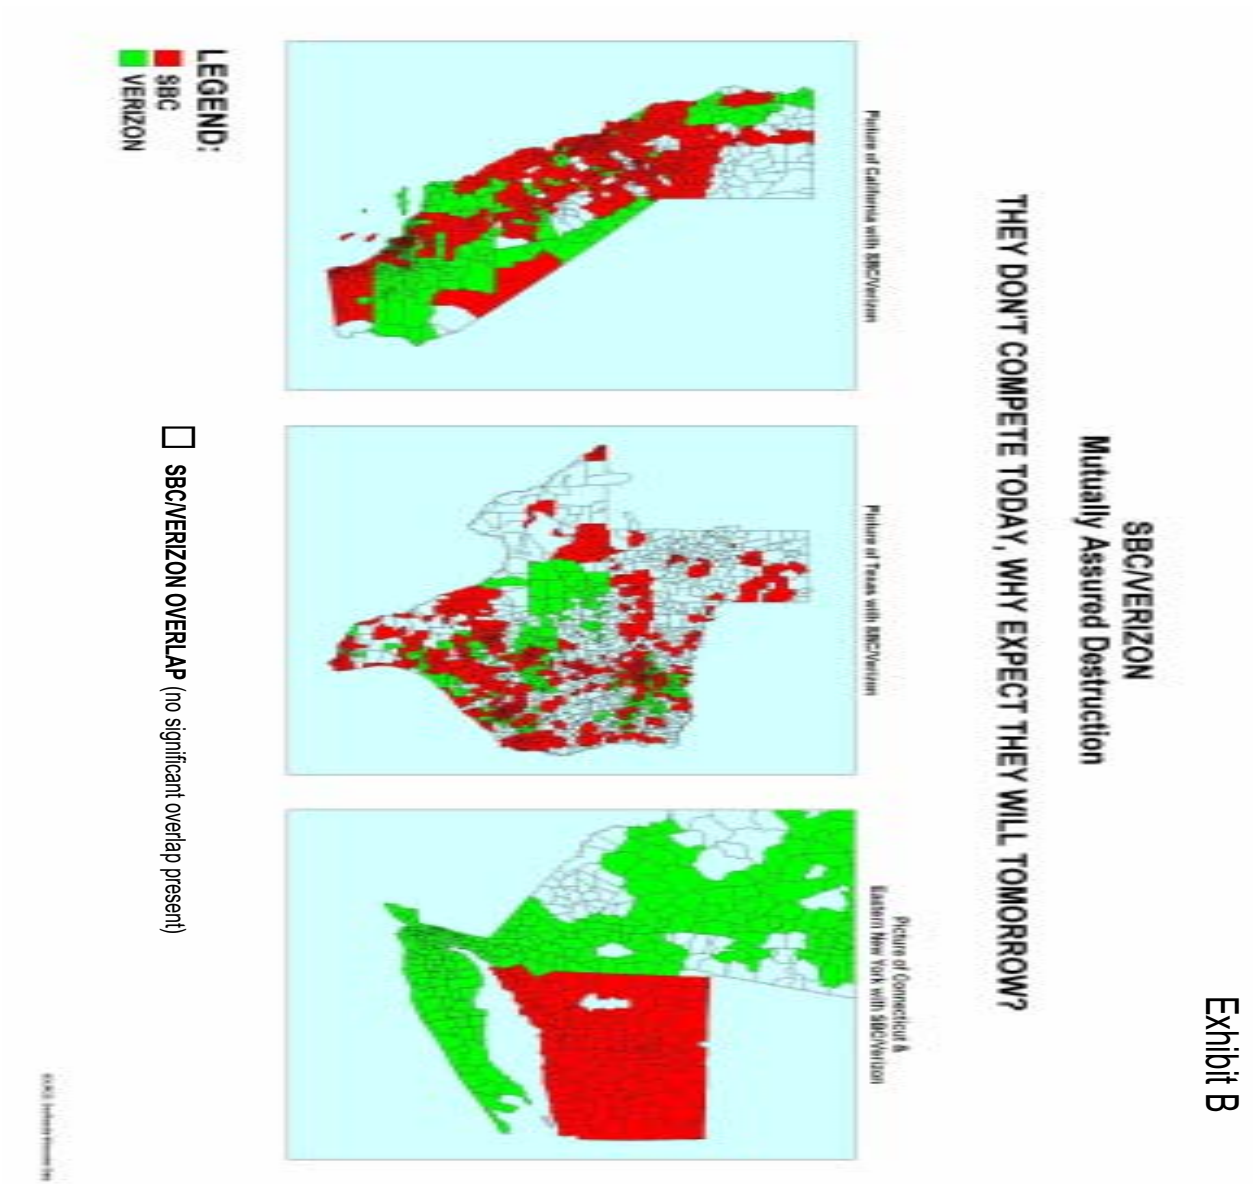 Exhibit B
SBC/VERIZON
Mutually Assured Destruction
THEY DON'T COMPETE TODAY, WHY EXPECT THEY WILL TOMORROW?
Picture of California with SBC/Verizon
Picture of Texas with SBC/Verizon
Picture of Connecticut &
Eastern New York with SBC/Verizon
LEGEND:
SBC
VERIZON
SBC/VERIZON OVERLAP (no significant overlap present)